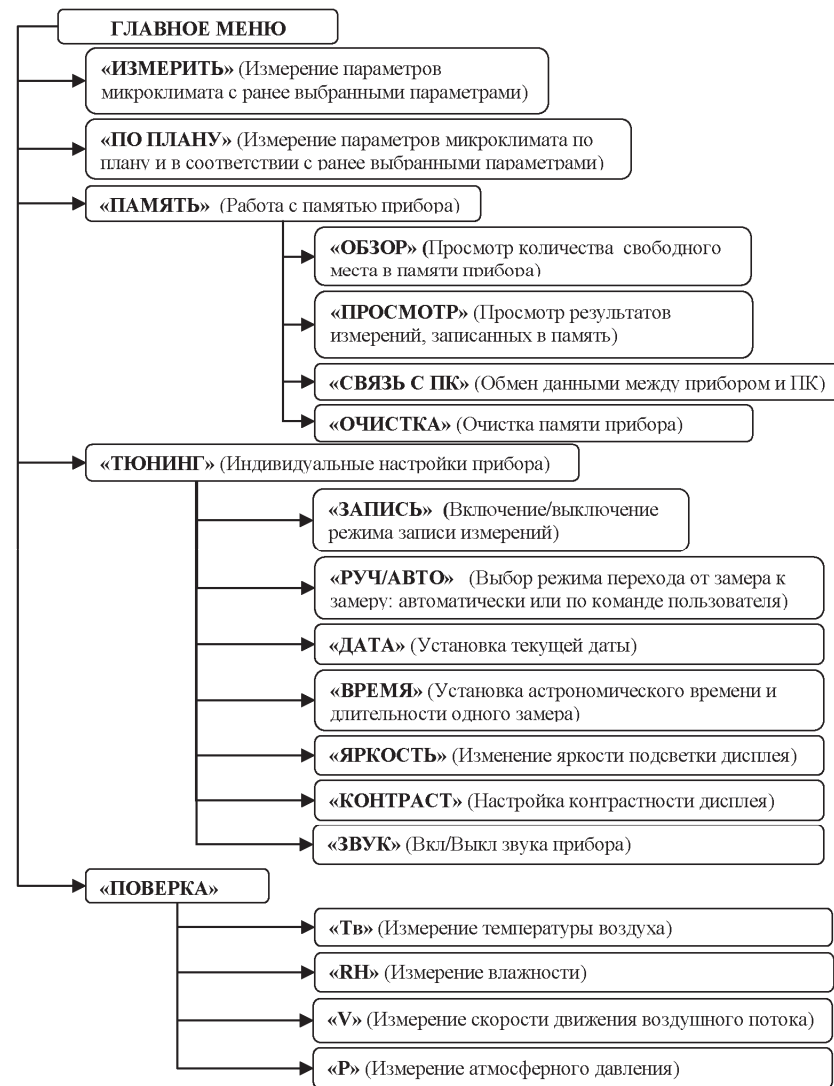 ГЛАВНОЕ МЕНЮ
«ИЗМЕРИТЬ» (Измерение параметров
микроклимата с ранее выбранными параметрами)
«ПО ПЛАНУ» (Измерение параметров микроклимата по
плану и в соответствии с ранее выбранными параметрами)
«ПАМЯТЬ» (Работа с памятью прибора)
«ОБЗОР» (Просмотр количества свободного
места в памяти прибора)
«ПРОСМОТР» (Просмотр результатов
измерений, записанных в память)
«СВЯЗЬ С ПК» (Обмен данными между прибором и ПК)
«ОЧИСТКА» (Очистка памяти прибора)
«ТЮНИНГ» (Индивидуальные настройки прибора)
«ЗАПИСЬ» (Включение/выключение
режима записи измерений)
«РУЧ/АВТО» (Выбор режима перехода от замера к
замеру: автоматически или по команде пользователя)
«ДАТА» (Установка текущей даты)
«ВРЕМЯ» (Установка астрономического времени и
длительности одного замера)
«ЯРКОСТЬ» (Изменение яркости подсветки дисплея)
«КОНТРАСТ» (Настройка контрастности дисплея)
«ЗВУК» (Вкл/Выкл звука прибора)
«ПОВЕРКА»
«Тв» (Измерение температуры воздуха)
«RH» (Измерение влажности)
«V» (Измерение скорости движения воздушного потока)
«P» (Измерение атмосферного давления)